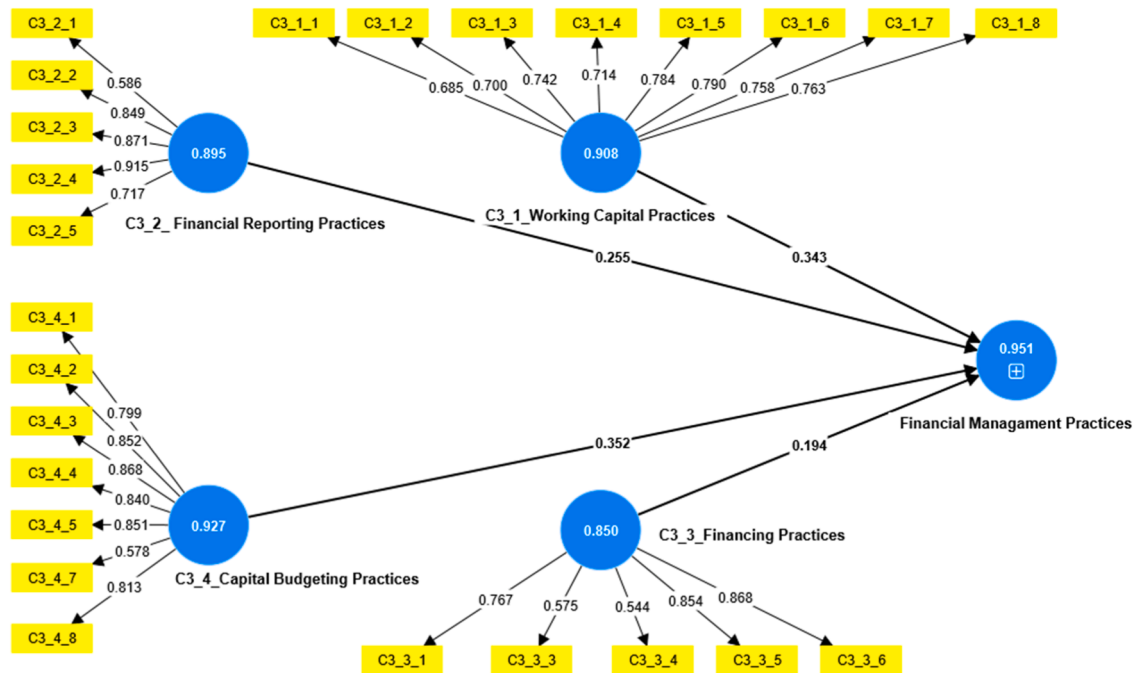 C3_2_1
C3_1_1 C3_1_2 C3_1_3 C3_1_4 C3_1_5 C3_1_6 C3_1_7 C3_1_8
C3_2_2
C3_2_3
C3_2_4
C3_2_5
0.586
0.849
0.871
0.915
0.717
0.895
C3_2_ Financial Reporting Practices
0.685 0.700 0.742 0.714 0.784 0.790 0.758 0.763
0.908
C3_1_Working Capital Practices
0.255
0.343
C3_4_1
C3_4_2
C3_4_3
C3_4_4
C3_4_5
C3_4_7
C3_4_8
0.799
0.852
0.868
0.840
0.851
0.578
0.813
0.927
C3_4_Capital Budgeting Practices
0.352
0.194
0.951
Financial Managament Practices
0.850
C3_3_Financing Practices
0.767 0.575 0.544 0.854 0.868
C3_3_1 C3_3_3 C3_3_4 C3_3_5 C3_3_6